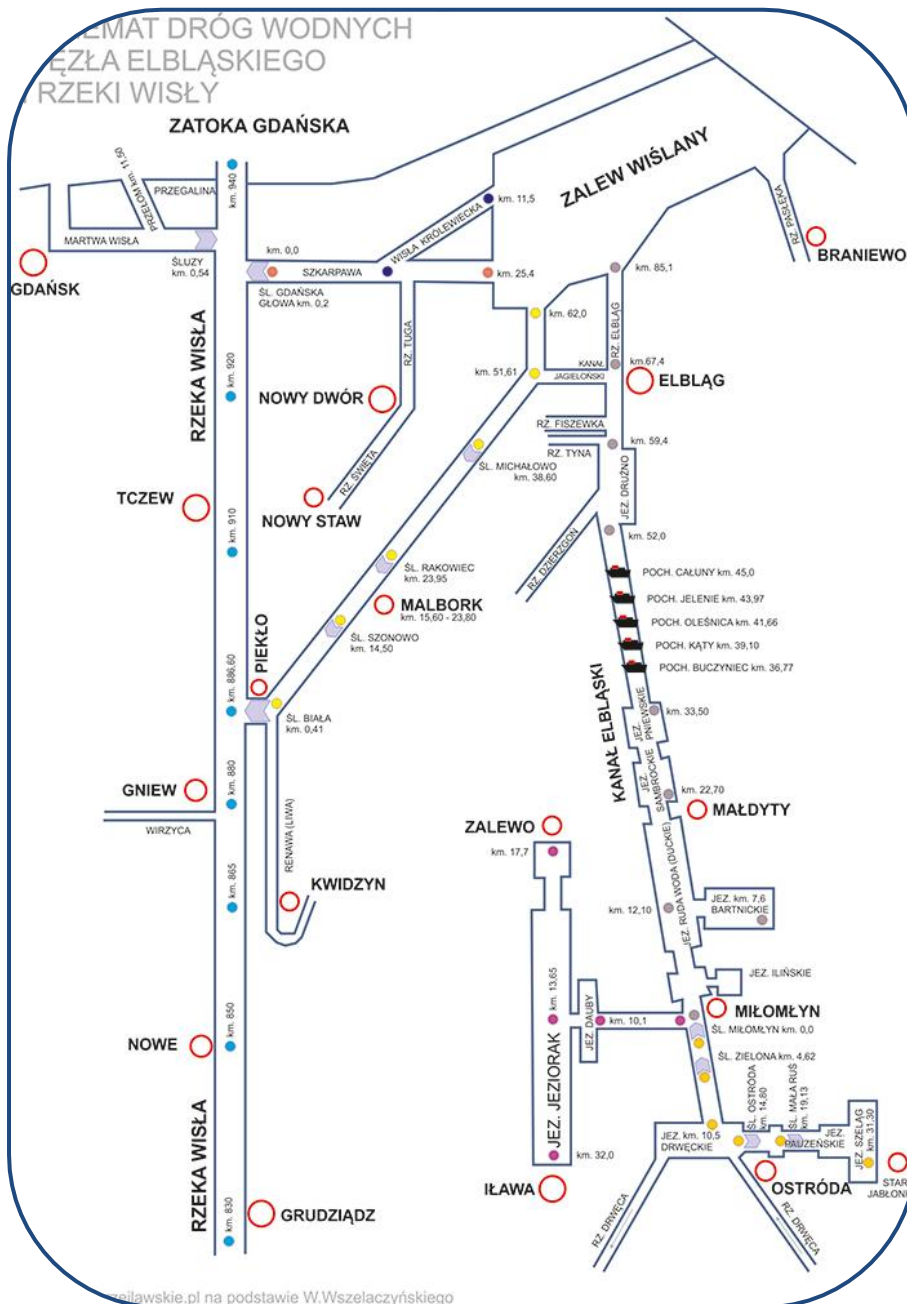 EMAT DRÓG WODNYCH
ĘZŁA ELBLĄSKIEGO
I RZEKI WISŁY
ZATOKA GDAŃSKA
km. 940
PRZEGALINA
PRZEŁOM km. 11,50
MARTWA WISŁA
GDAŃSK
ŚLUZY
km. 0,54
km. 0,0
SZKARPAWA
ŚL. GDAŃSKA
GŁOWA km. 0,2
WISŁA KRÓLEWIECKA
km. 11,5
km. 25,4
ZALEW WIŚLANY
RZ. PASŁĘKA
BRANIEWO
km. 85,1
km. 62,0
RZ. ELBLĄG
km.67,4
KANAŁ
JAGIELOŃSKI
km. 51,61
ELBLĄG
RZEKA WISŁA
km. 920
RZ. TUGA
NOWY DWÓR
RZ. ŚWIĘTA
NOWY STAW
RZ. FISZEWKA
RZ. TYNA
km. 59,4
ŚL. MICHAŁOWO
km. 38,60
JEZ. DRUŻNO
TCZEW
km. 910
km. 52,0
RZ. DZIERZGOŃ
ŚL. RAKOWIEC
km. 23,95
MALBORK
km. 15,60 - 23,80
ŚL. SZONOWO
km. 14,50
POCH. CAŁUNY km. 45,0
POCH. JELENIE km. 43,97
POCH. OLEŚNICA km. 41,66
POCH. KĄTY km. 39,10
POCH. BUCZYNIEC km. 36,77
PIEKŁO
km. 886,60
ŚL. BIAŁA
km. 0,41
KANAŁ ELBLĄSKI
JEZ.
PNIEWSKIE
km. 33,50
JEZ.
SAMBROCKIE
km. 22,70
MAŁDYTY
GNIEW
km. 880
WIRZYCA
RENAWA (LIWA)
KWIDZYN
km. 865
ZALEWO
km. 17,7
JEZ. RUDA WODA (DUCKIE)
km. 12,10
JEZ. km. 7,6
BARTNICKIE
JEZ. ILIŃSKIE
km. 13,65
JEZ. DAUBY
km. 10,1
MIŁOMŁYN
ŚL. MIŁOMŁYN km. 0,0
NOWE
km. 850
JEZ. JEZIORAK
ŚL. ZIELONA km. 4,62
ŚL. OSTRÓDA
km. 14,80
ŚL. MAŁA RUŚ
km. 19,13
JEZ. km. 10,5
DRWĘCKIE
JEZ.
PAUZEŃSKIE
JEZ. SZELĄG
km. 31,30
km. 32,0
IŁAWA
OSTRÓDA
STAR
JABŁONK
RZEKA WISŁA
km. 830
GRUDZIĄDZ
RZ. DRWĘCA
RZ. DRWĘCA
zejlawskie.pl na podstawie W.Wszelaczyńskiego